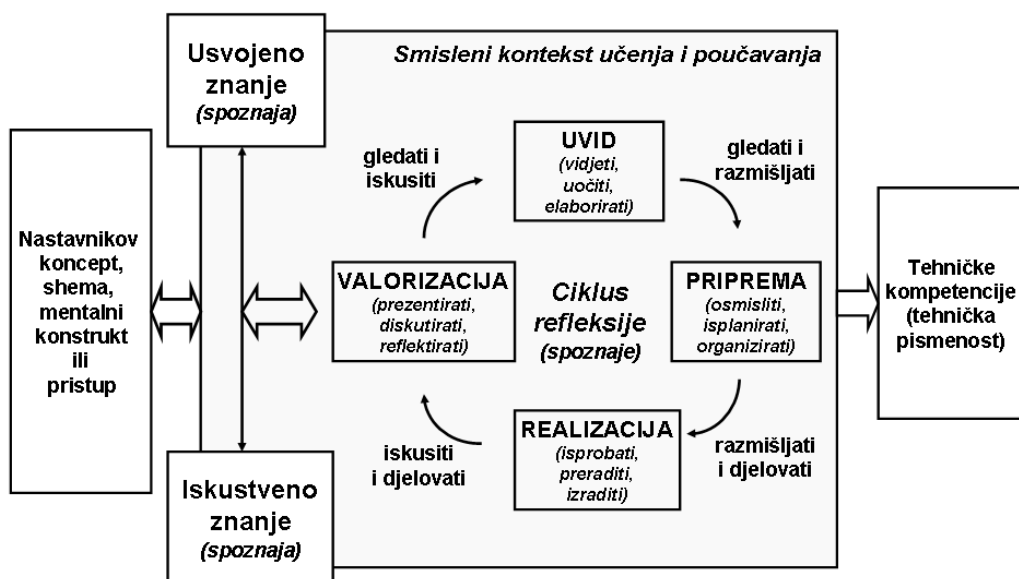 Usvojeno
znanje
(spoznaja)
Smisleni kontekst učenja i poučavanja
Nastavnikov
koncept,
shema,
mentalni
konstrukt
ili
pristup
gledati i
iskusiti
UVID
(vidjeti,
uočiti,
elaborirati)
gledati i
razmišljati
VALORIZACIJA
(prezentirati,
diskutirati,
reflektirati)
Ciklus
refleksije
(spoznaje)
PRIPREMA
(osmisliti,
isplanirati,
organizirati)
Tehničke
kompetencije
(tehnička
pismenost)
iskusiti
i djelovati
REALIZACIJA
(isprobati,
preraditi,
izraditi)
razmišljati
i djelovati
Iskustveno
znanje
(spoznaja)